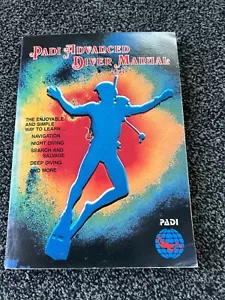 PADI ADVANCED
DIVER MANUAL
THE ENJOYABLE
AND SIMPLE
WAY TO LEARN
NAVIGATION
NIGHT DIVING
SEARCH AND
SALVAGE
DEEP DIVING
AND MORE
PADI